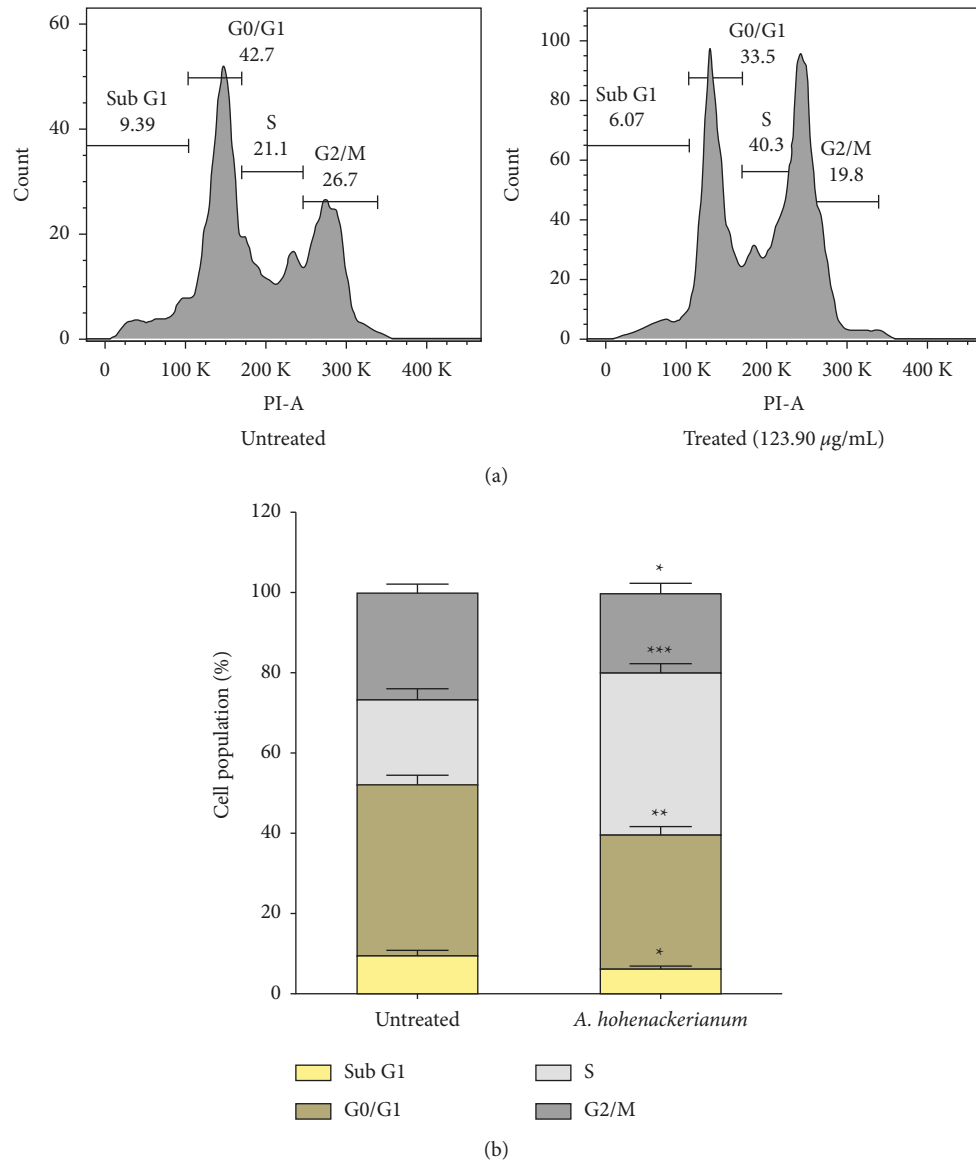 60
40
20
0
Count
Sub G1
9.39
G0/G1
42.7
S
21.1
G2/M
26.7
0
100 K
200 K
300 K
400 K
PI-A
Untreated
100
80
60
40
20
0
Count
Sub G1
6.07
G0/G1
33.5
S
40.3
G2/M
19.8
0
100 K
200 K
300 K
400 K
PI-A
Treated (123.90 μg/mL)
(a)
120
100
80
60
40
20
0
Cell population (%)
*
***
**
*
Untreated
A. hohenackerianum
Sub G1
G0/G1
S
G2/M
(b)